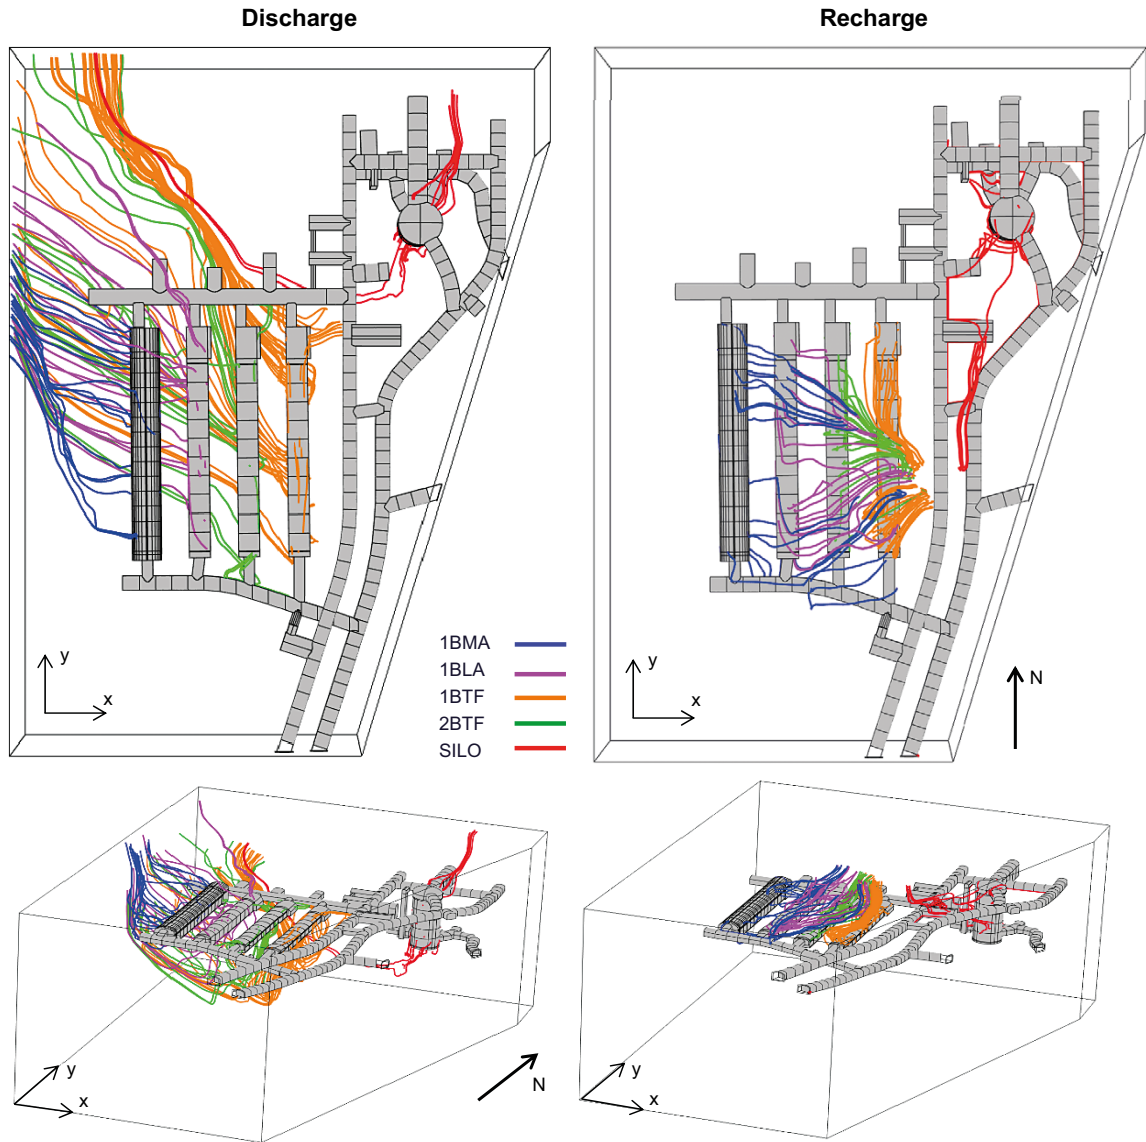 Discharge
Recharge
1BMA
1BLA
1BTF
2BTF
SILO
y
x
y
x
N
y
x
N
y
x